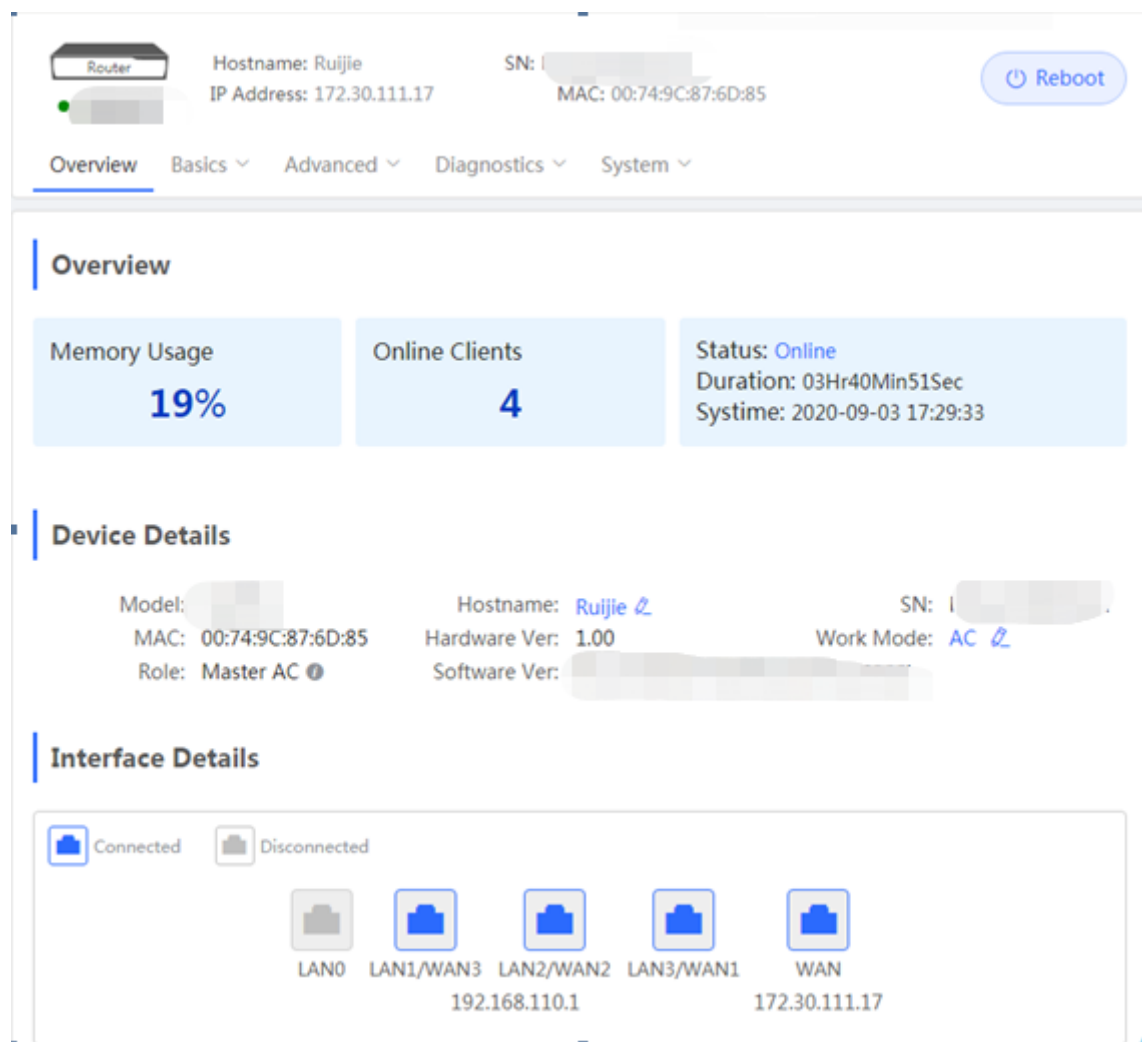 Router
Hostname: Ruijie SN:
IP Address: 172.30.111.17 MAC: 00:74:9C:87:6D:85
Reboot
Overview Basics Advanced Diagnostics System
Overview
Memory Usage Online Clients Status: Online
19% 4 Duration: 03Hr40Min51Sec
Systime: 2020-09-03 17:29:33
Device Details
Model: Hostname: Ruijie SN:
MAC: 00:74:9C:87:6D:85 Hardware Ver: 1.00 Work Mode: AC
Role: Master AC Software Ver:
Interface Details
Connected Disconnected
LAN0 LAN1/WAN3 LAN2/WAN2 LAN3/WAN1 WAN
192.168.110.1 172.30.111.17